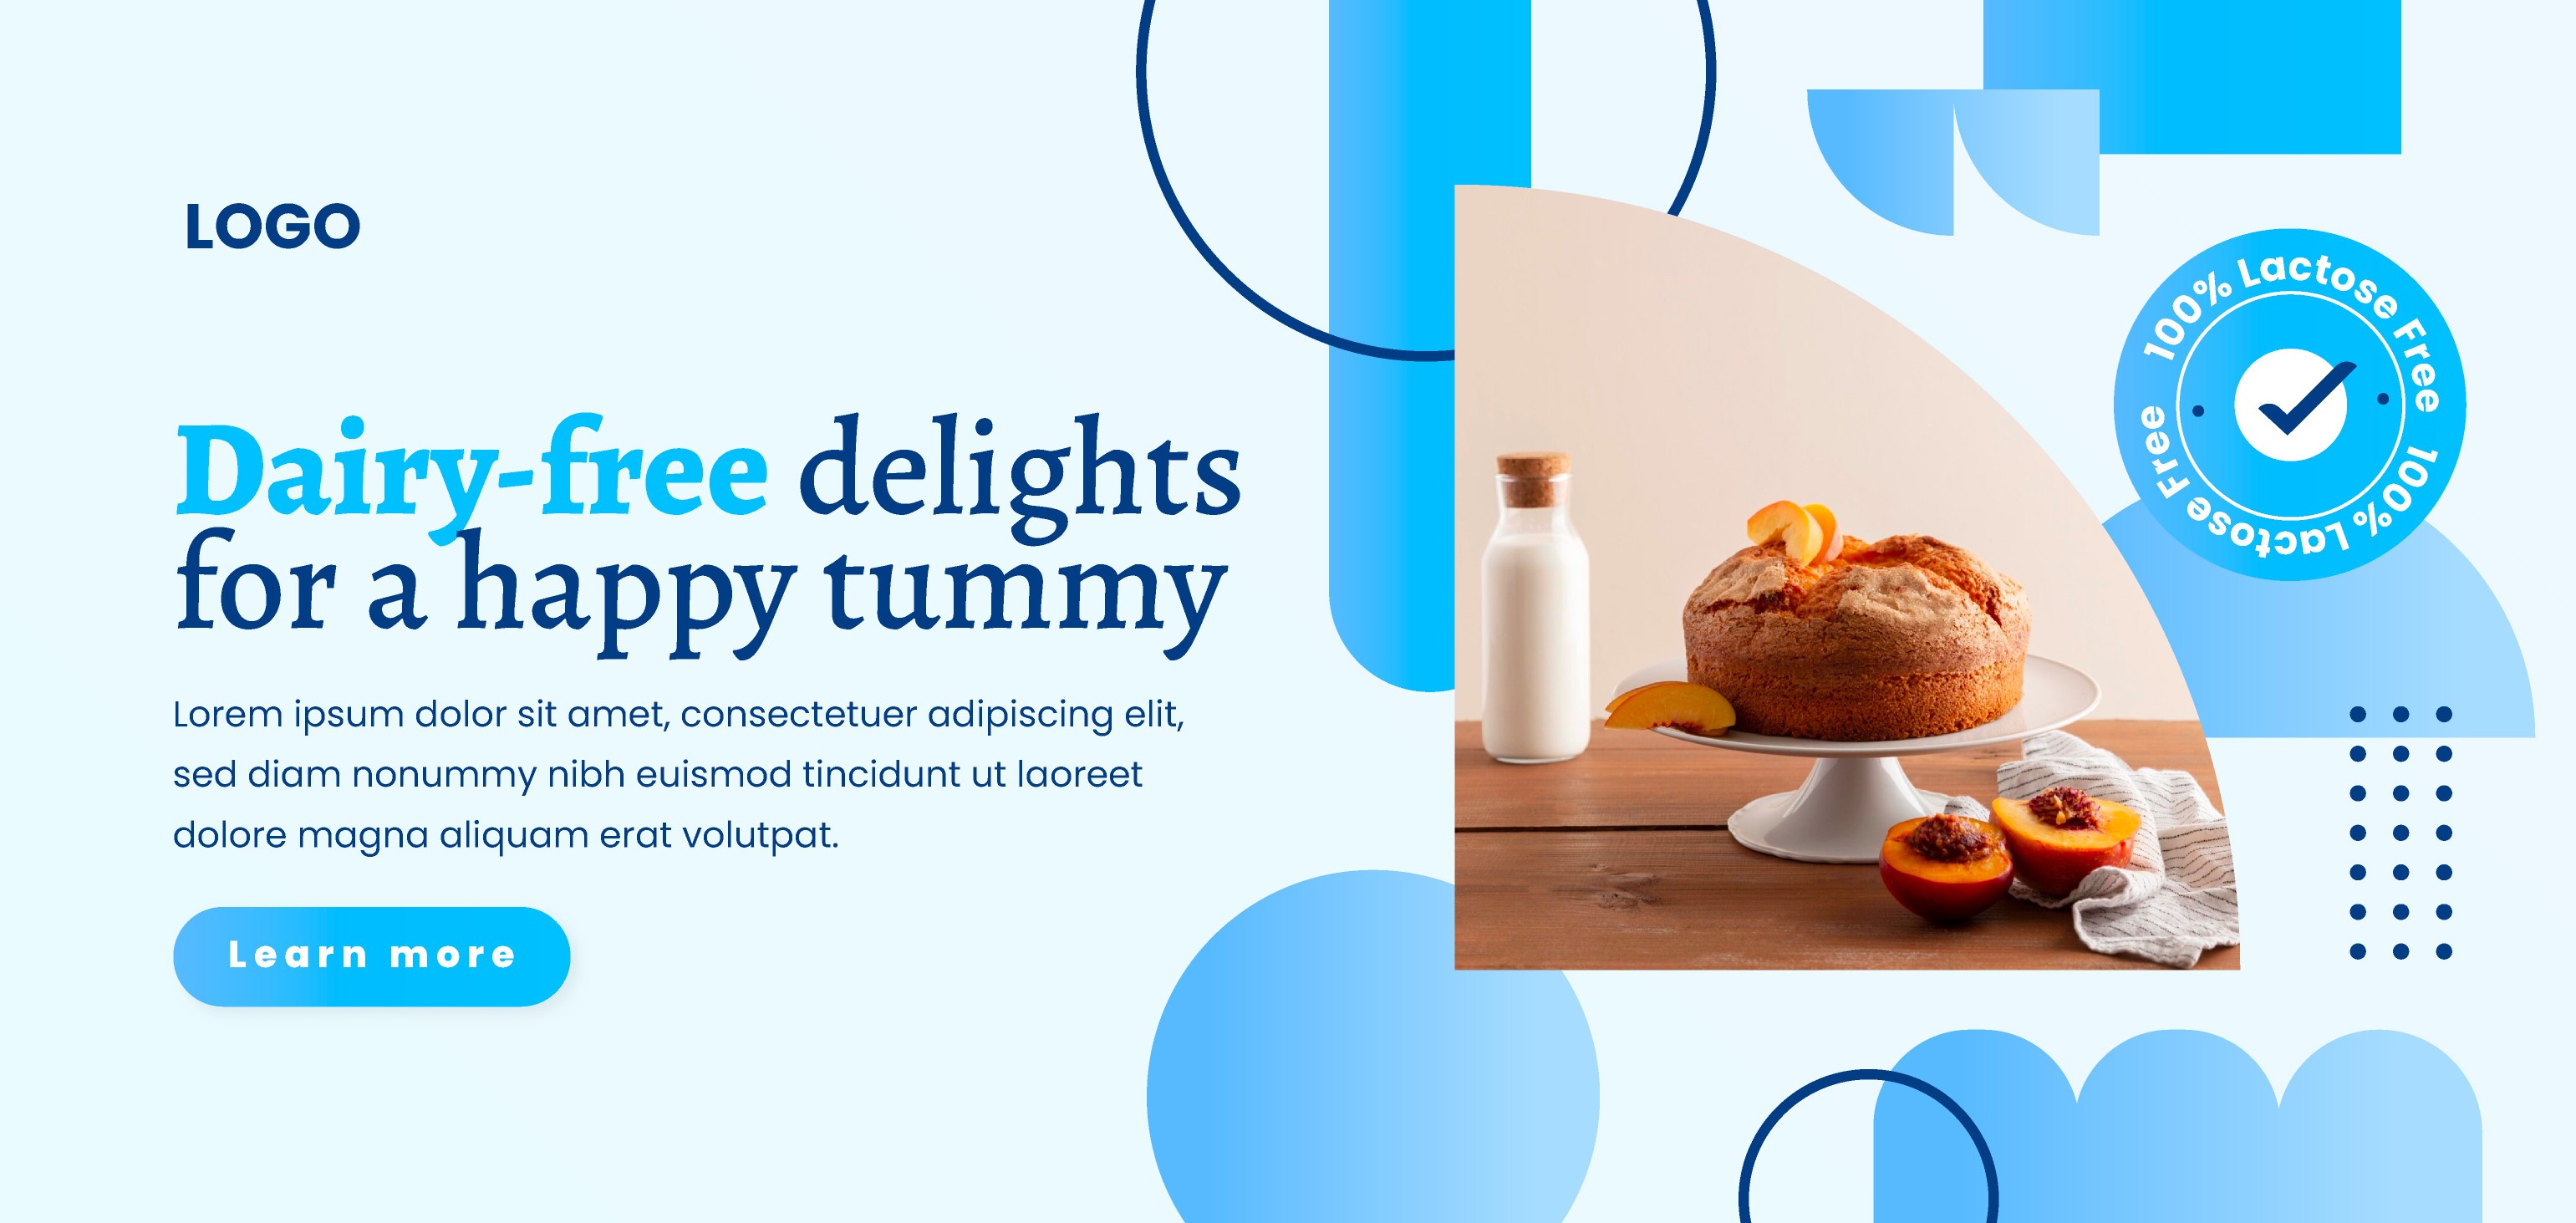 LOGO
Dairy-free delights
for a happy tummy
Lorem ipsum dolor sit amet, consectetuer adipiscing elit,
sed diam nonummy nibh euismod tincidunt ut laoreet
dolore magna aliquam erat volutpat.
Learn more
100% Lactose Free
100% Lactose Free